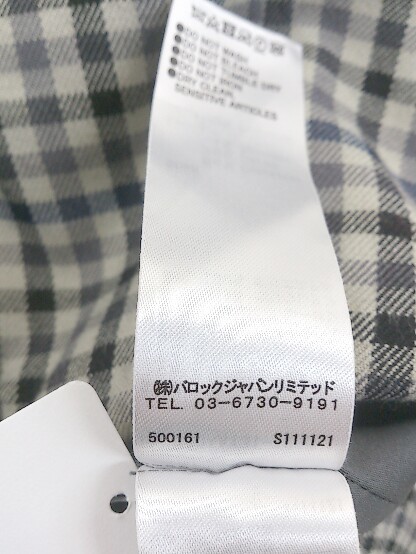 ●DO NOT WASH
●DO NOT BLEACH
●DO NOT TUMBLE DRY
●DO NOT IRON
●DRY CLEAN,
SENSITIVE ARTICLES
㈱バロックジャパンリミテッド
TEL. 03-6730-9191
500161 S111121